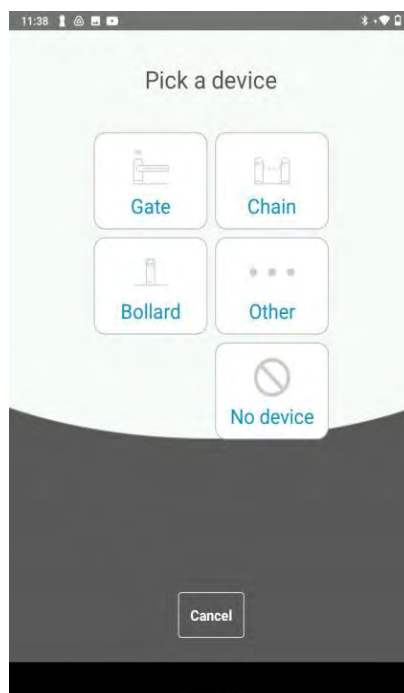 11:38
Pick a device
Gate
Chain
Bollard
Other
No device
Cancel